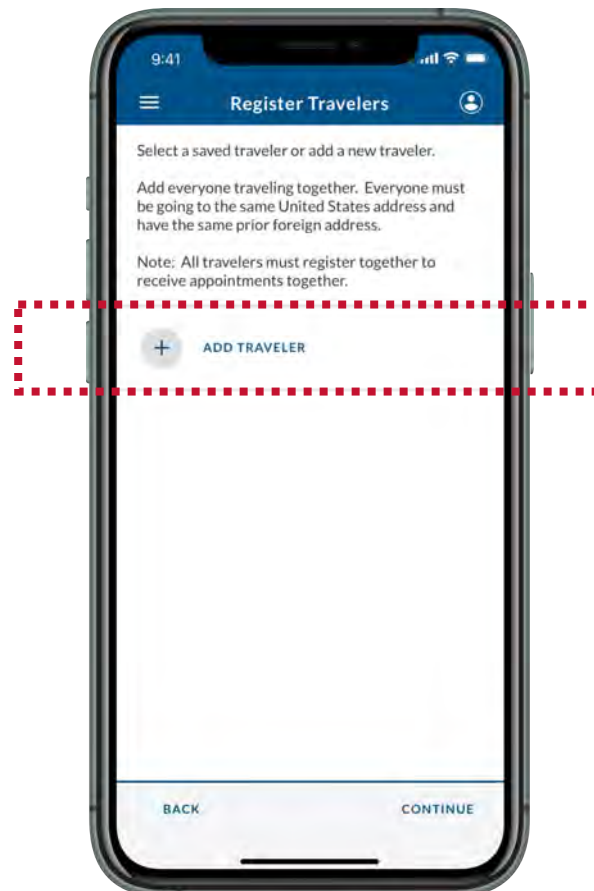 9:41
Register Travelers
Select a saved traveler or add a new traveler.
Add everyone traveling together. Everyone must
be going to the same United States address and
have the same prior foreign address.
Note: All travelers must register together to
receive appointments together.
+ ADD TRAVELER
BACK CONTINUE